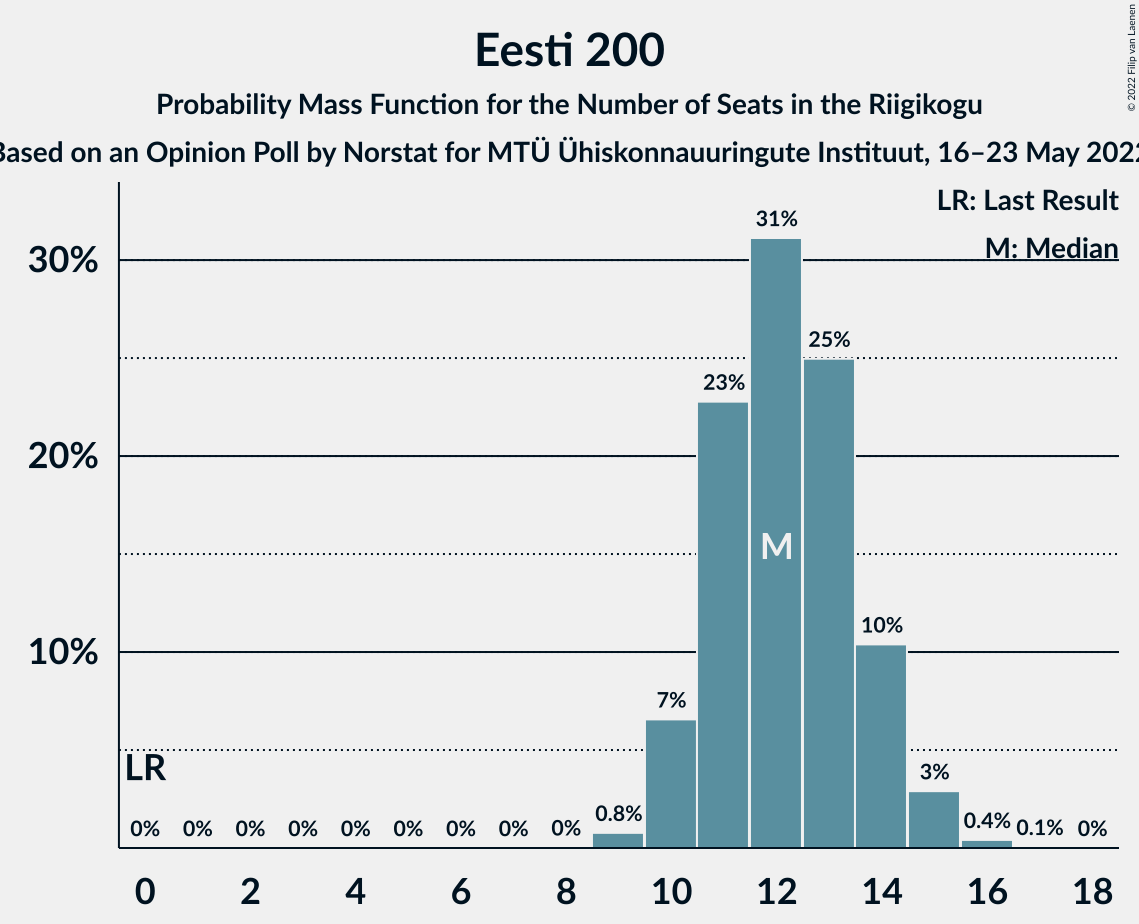 Eesti 200
Probability Mass Function for the Number of Seats in the Riigikogu
Based on an Opinion Poll by Norstat for MTÜ Ühiskonnauuringute Instituut, 16–23 May 2022
© 2022 Filip van Laenen
LR: Last Result
M: Median
30%
20%
10%
31%
25%
23%
10%
7%
3%
0% 0% 0% 0% 0% 0% 0% 0% 0% 0.8% 0.4% 0.1% 0%
M
LR
0 2 4 6 8 10 12 14 16 18